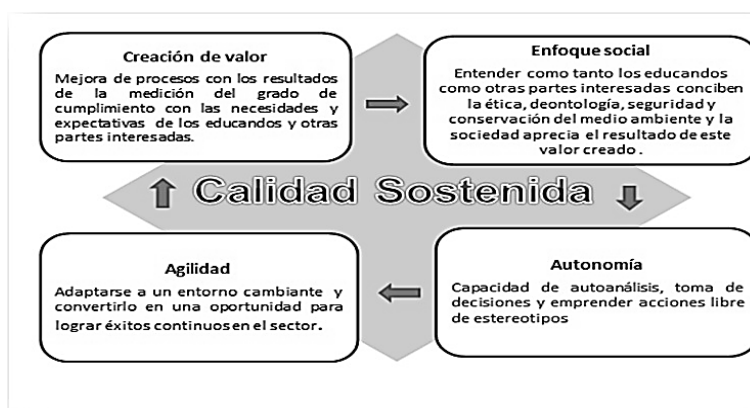 Creación de valor
Mejora de procesos con los resultados
de la medición del grado de
cumplimiento con las necesidades y
expectativas de los educandos y otras
partes interesadas.
Enfoque social
Entender como tanto los educandos
como otras partes interesadas conciben
la ética, deontología, seguridad y
conservación del medio ambiente y la
sociedad aprecia el resultado de este
valor creado .
Calidad Sostenida
Agilidad
Adaptarse a un entorno cambiante y
convertirlo en una oportunidad para
lograr éxitos continuos en el sector.
Autonomía
Capacidad de autoanálisis, toma de
decisiones y emprender acciones libre
de estereotipos